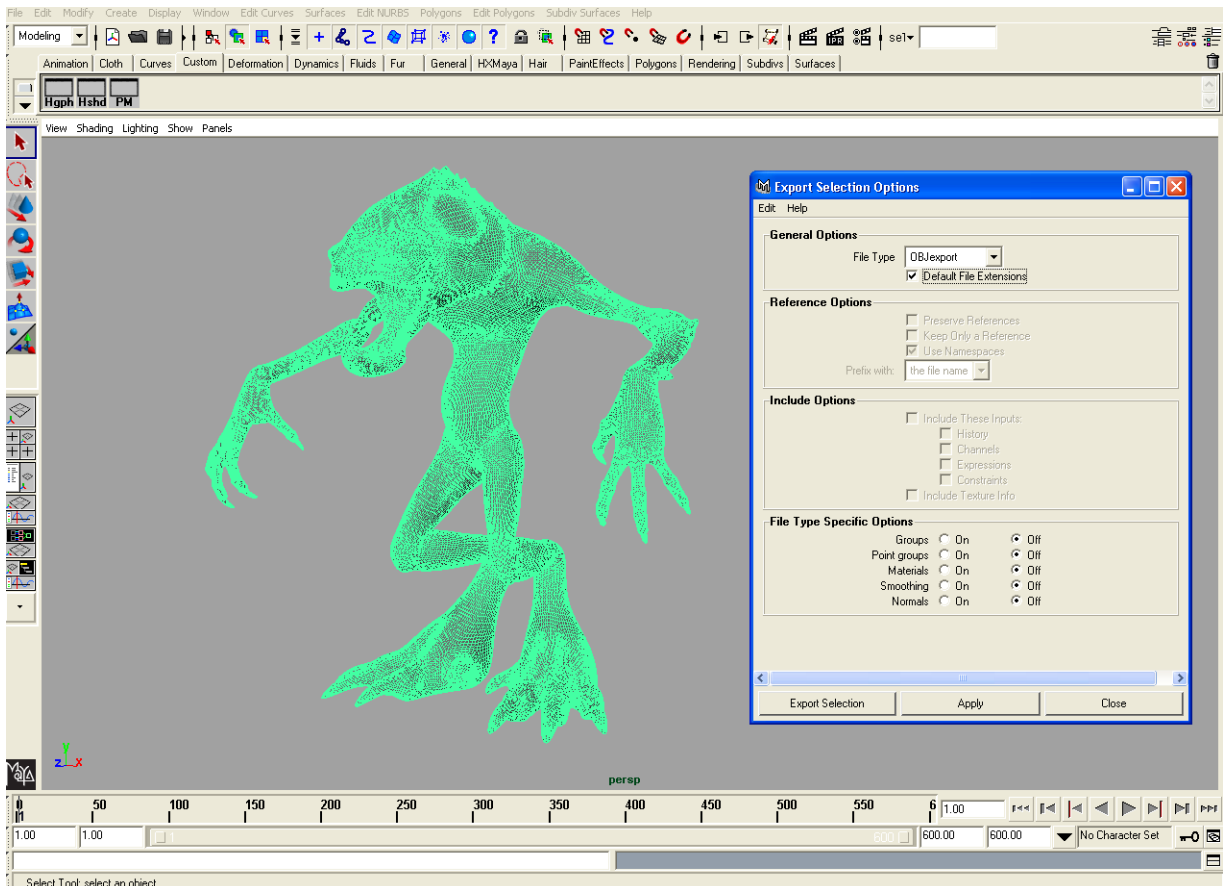 File Edit Modify Create Display Window Edit Curves Surfaces Edit NURBS Polygons Edit Polygons Subdiv Surfaces Help
Modeling
sel
Animation Cloth Curves Custom Deformation Dynamics Fluids Fur General HXMaya Hair PaintEffects Polygons Rendering Subdivs Surfaces
Hgph Hshd PM
View Shading Lighting Show Panels
Export Selection Options
Edit Help
General Options
File Type OBJexport
Default File Extensions
Reference Options
Preserve References
Keep Only a Reference
Use Namespaces
Prefix with: the file name
Include Options
Include These Inputs:
History
Channels
Expressions
Constraints
Include Texture Info
File Type Specific Options
Groups On Off
Point groups On Off
Materials On Off
Smoothing On Off
Normals On Off
Export Selection Apply Close
y
z x
persp
MAYA
0 50 100 150 200 250 300 350 400 450 500 550 6 1.00
1
1.00 1.00 1 600 600.00 600.00 No Character Set
Select Tool: select an object